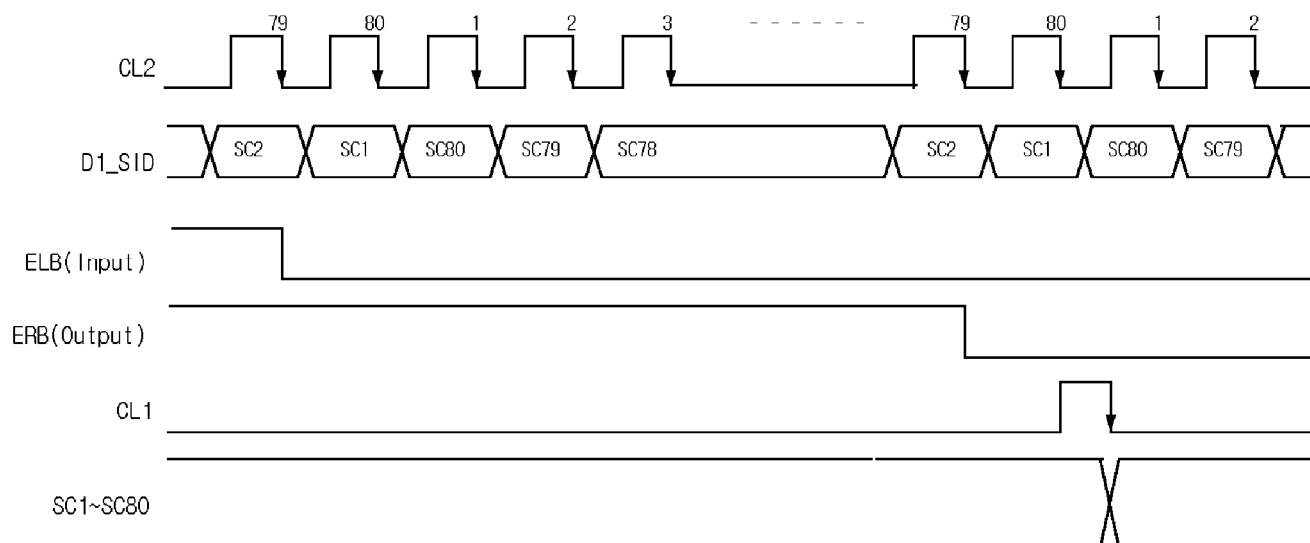 79 80 1 2 3 - - - - - - 79 80 1 2
CL2
D1_SID SC2 SC1 SC80 SC79 SC78 SC2 SC1 SC80 SC79
ELB(Input)
ERB(Output)
CL1
SC1~SC80